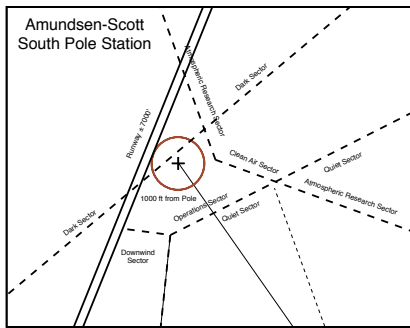 Amundsen-Scott
South Pole Station
Atmospheric Research Sector
Dark Sector
Runway ± 7000'
Clean Air Sector
Quiet Sector
Atmospheric Research Sector
1000 ft from Pole
Operations Sector
Quiet Sector
Dark Sector
Downwind
Sector